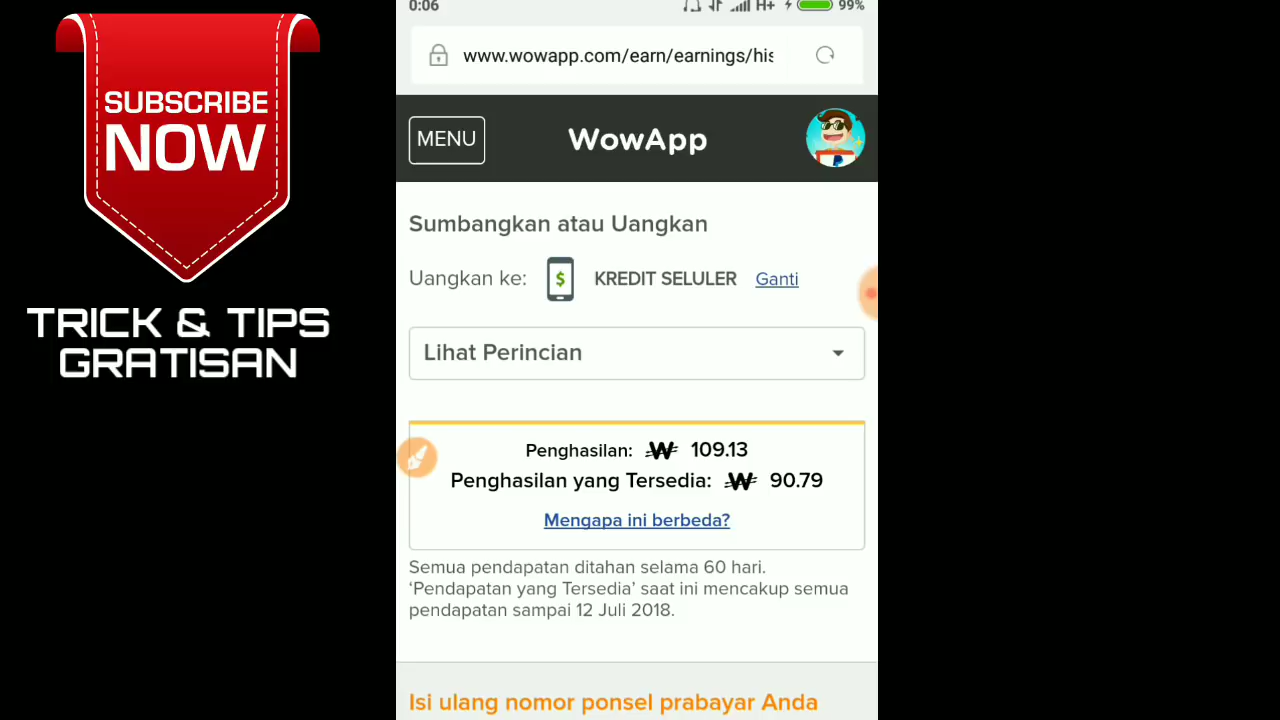 SUBSCRIBE
NOW
TRICK & TIPS
GRATISAN
0:06
H+
99%
www.wowapp.com/earn/earnings/his
MENU
WowApp
Sumbangkan atau Uangkan
Uangkan ke:
$
KREDIT SELULER
Ganti
Lihat Perincian
Penghasilan: W 109.13
Penghasilan yang Tersedia: W 90.79
Mengapa ini berbeda?
Semua pendapatan ditahan selama 60 hari.
‘Pendapatan yang Tersedia’ saat ini mencakup semua
pendapatan sampai 12 Juli 2018.
Isi ulang nomor ponsel prabayar Anda